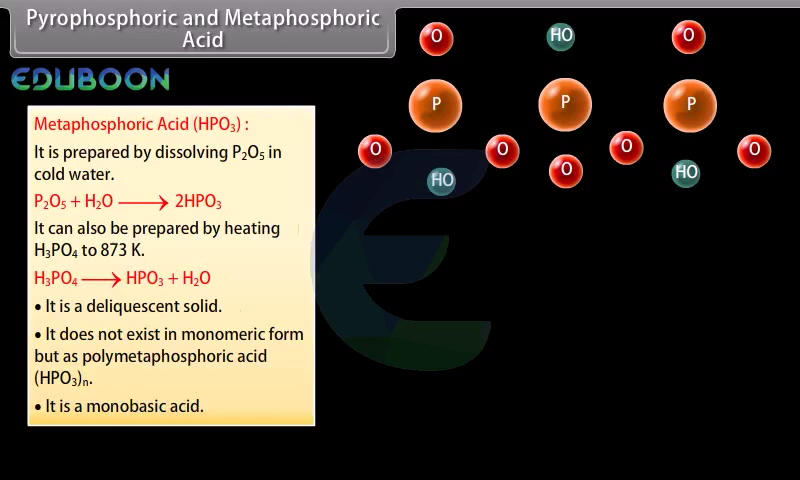 Pyrophosphoric and Metaphosphoric
Acid
EDUBOON
Metaphosphoric Acid (HPO₃) :
It is prepared by dissolving P₂O₅ in
cold water.
P₂O₅ + H₂O ⟶ 2HPO₃
It can also be prepared by heating
H₃PO₄ to 873 K.
H₃PO₄ ⟶ HPO₃ + H₂O
• It is a deliquescent solid.
• It does not exist in monomeric form
but as polymetaphosphoric acid
(HPO₃)ₙ.
• It is a monobasic acid.
O HO O
P P P
O O O O O
HO HO